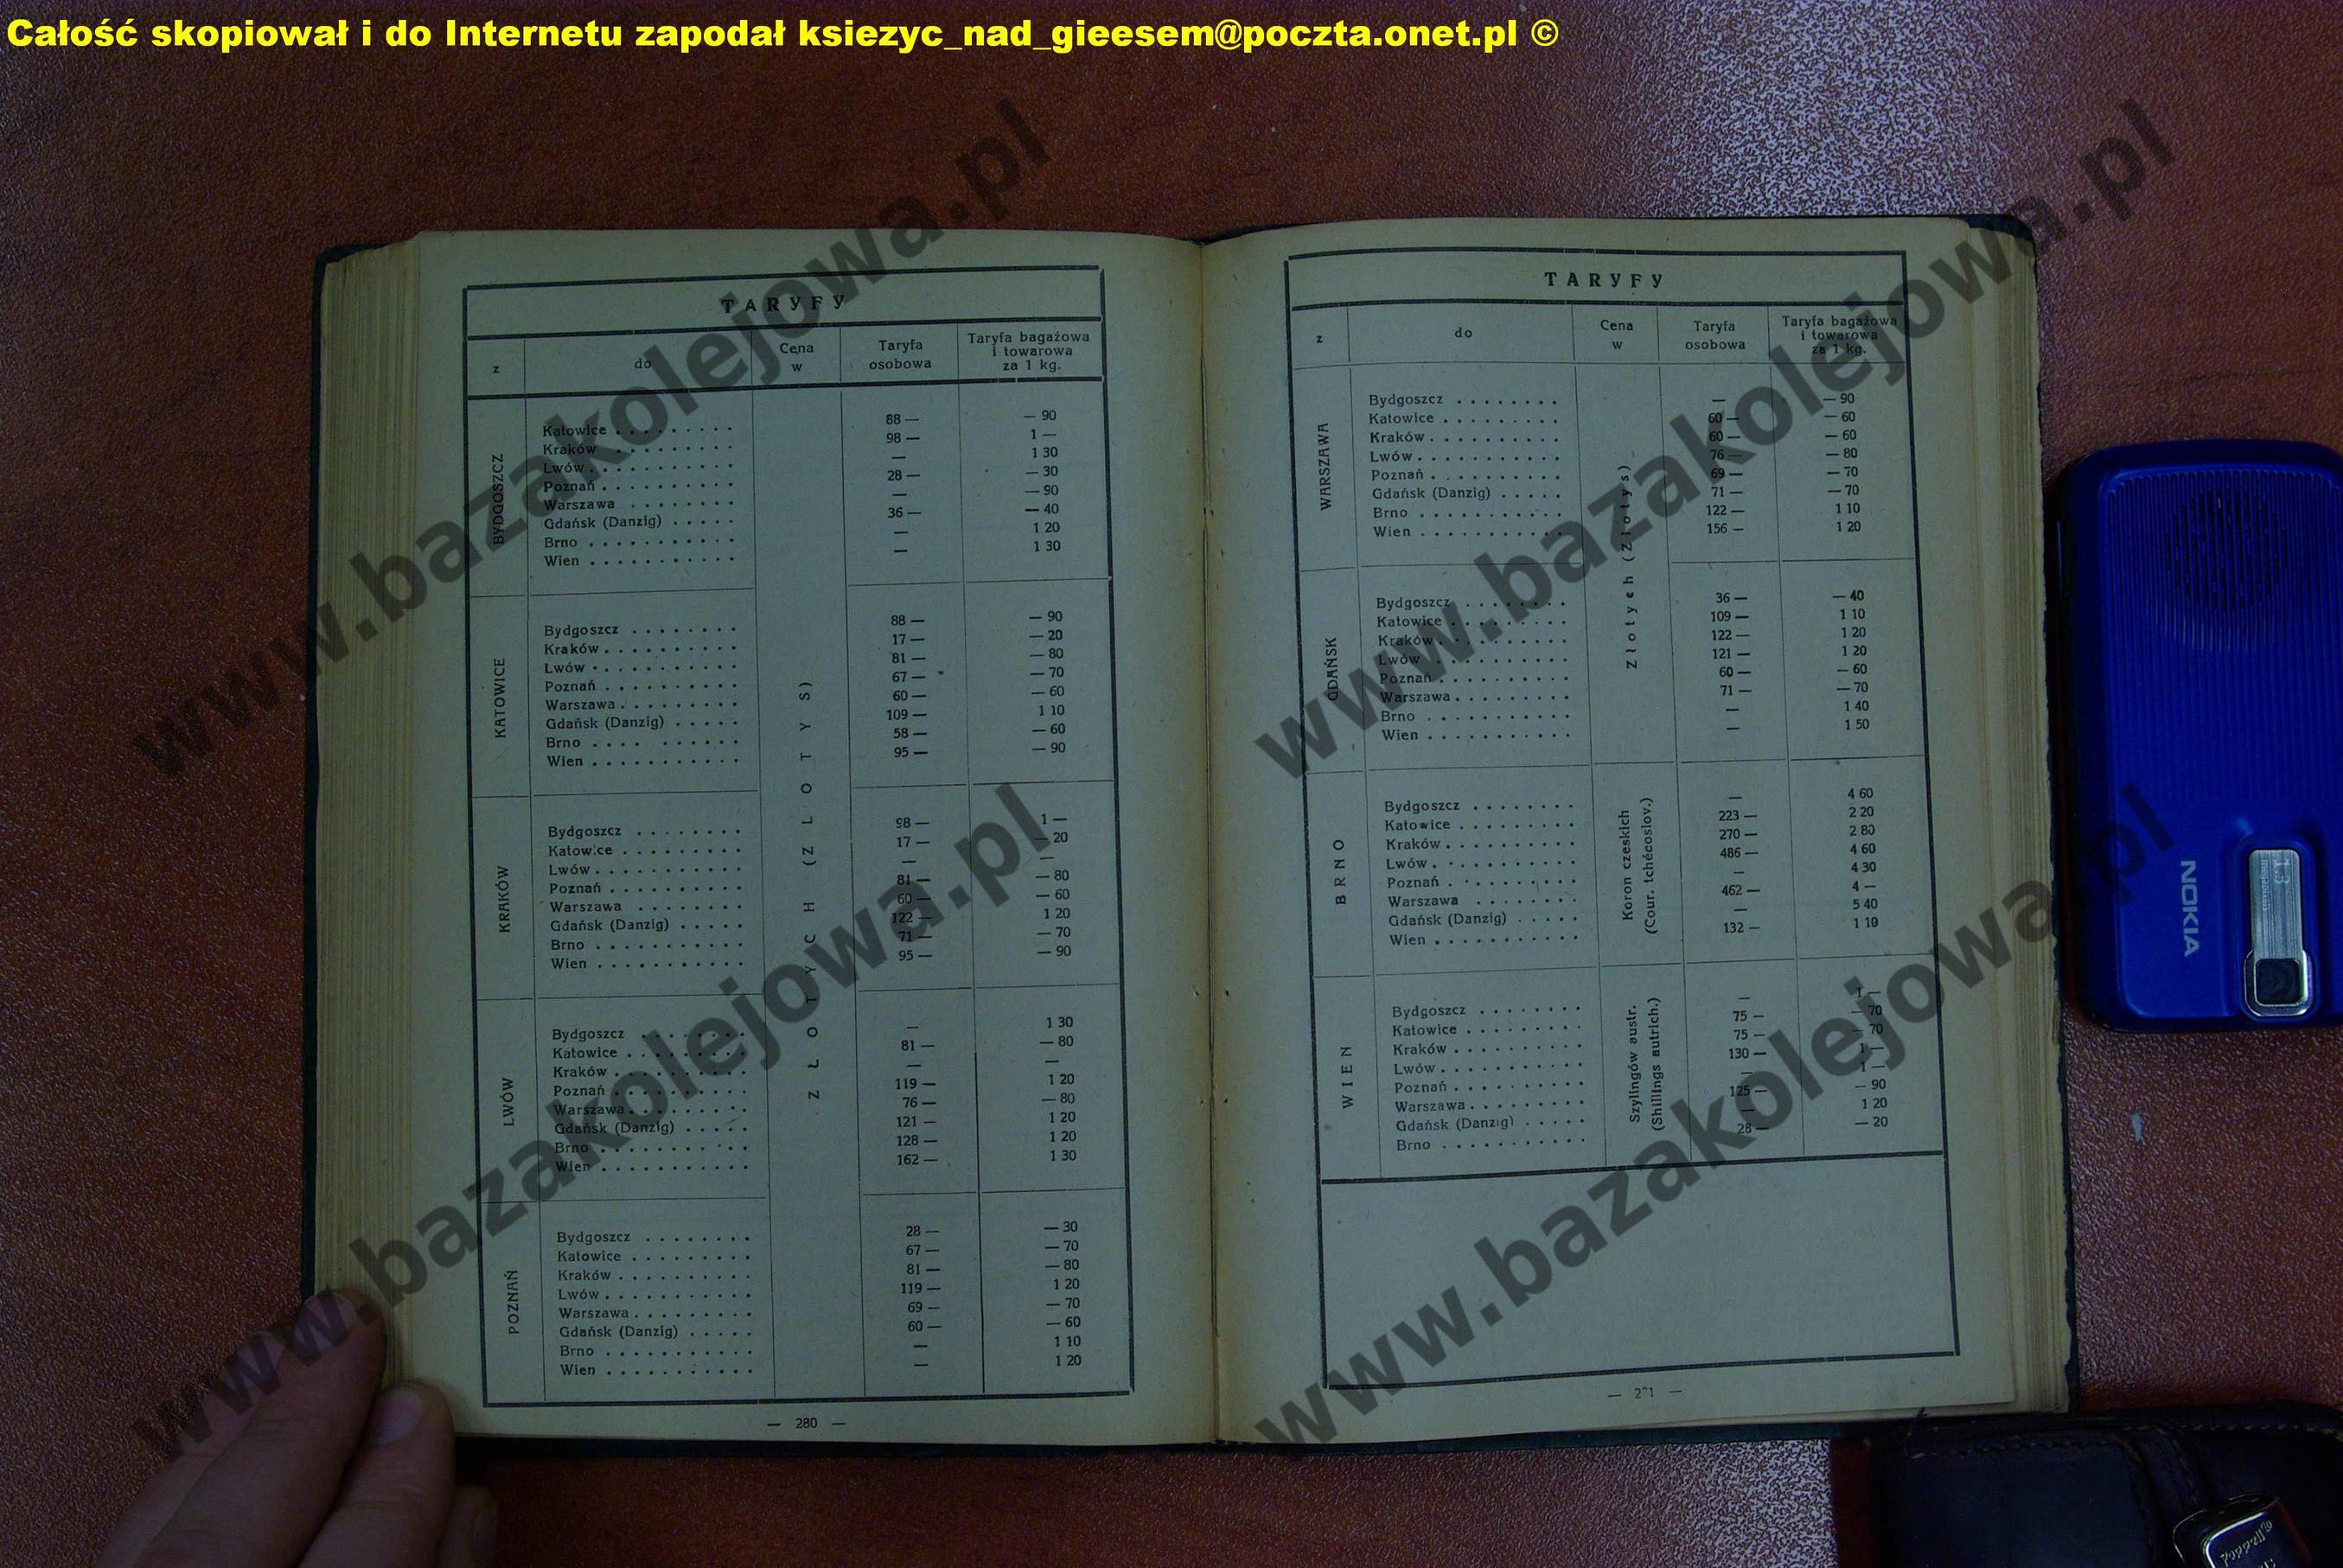 Całość skopiował i do Internetu zapodał ksiezyc_nad_gieesem@poczta.onet.pl ©
TARYFY
z do Cena w Taryfa osobowa Taryfa bagażowa i towarowa za 1 kg.
ZŁOTYCH (ZLOTYS)
BYDGOSZCZ
Katowice . . . . . . . . . 88 — — 90
Kraków . . . . . . . . . . 98 — 1 —
Lwów . . . . . . . . . . . — 1 30
Poznań . . . . . . . . . . 28 — — 30
Warszawa . . . . . . . . — — 90
Gdańsk (Danzig) . . . . . 36 — — 40
Brno . . . . . . . . . . . — 1 20
Wien . . . . . . . . . . . — 1 30
KATOWICE
Bydgoszcz . . . . . . . . 88 — — 90
Kraków . . . . . . . . . . 17 — — 20
Lwów . . . . . . . . . . . 81 — — 80
Poznań . . . . . . . . . . 67 — — 70
Warszawa . . . . . . . . . 60 — — 60
Gdańsk (Danzig) . . . . . 109 — 1 10
Brno . . . . . . . . . . 58 — — 60
Wien . . . . . . . . . . . 95 — — 90
KRAKÓW
Bydgoszcz . . . . . . . . 98 — 1 —
Katowice . . . . . . . . . 17 — — 20
Lwów . . . . . . . . . . . — —
Poznań . . . . . . . . . . 81 — — 80
Warszawa . . . . . . . . 60 — — 60
Gdańsk (Danzig) . . . . . 122 — 1 20
Brno . . . . . . . . . . . 71 — — 70
Wien . . . . . . . . . . . 95 — — 90
LWÓW
Bydgoszcz . . . . . . . . — 1 30
Katowice . . . . . . . . . 81 — — 80
Kraków . . . . . . . . . . — —
Poznań . . . . . . . . . . 119 — 1 20
Warszawa . . . . . . . . . 76 — — 80
Gdańsk (Danzig) . . . . . 121 — 1 20
Brno . . . . . . . . . . . 128 — 1 20
Wien . . . . . . . . . . . 162 — 1 30
POZNAŃ
Bydgoszcz . . . . . . . . 28 — — 30
Katowice . . . . . . . . . 67 — — 70
Kraków . . . . . . . . . . 81 — — 80
Lwów . . . . . . . . . . . 119 — 1 20
Warszawa . . . . . . . . . 69 — — 70
Gdańsk (Danzig) . . . . . 60 — — 60
Brno . . . . . . . . . . . — 1 10
Wien . . . . . . . . . . . — 1 20
— 280 —
TARYFY
z do Cena w Taryfa osobowa Taryfa bagażowa i towarowa za 1 kg.
Złotych (Zlotys)
WARSZAWA
Bydgoszcz . . . . . . . . — — 90
Katowice . . . . . . . . . 60 — — 60
Kraków . . . . . . . . . . 60 — — 60
Lwów . . . . . . . . . . . 76 — — 80
Poznań . . . . . . . . . . 69 — — 70
Gdańsk (Danzig) . . . . . 71 — — 70
Brno . . . . . . . . . . . 122 — 1 10
Wien . . . . . . . . . . . 156 — 1 20
GDAŃSK
Bydgoszcz . . . . . . . . 36 — — 40
Katowice . . . . . . . . . 109 — 1 10
Kraków . . . . . . . . . . 122 — 1 20
Lwów . . . . . . . . . . . 121 — 1 20
Poznań . . . . . . . . . . 60 — — 60
Warszawa . . . . . . . . . 71 — — 70
Brno . . . . . . . . . . . — 1 40
Wien . . . . . . . . . . . — 1 50
BRNO
Koron czeskich
(Cour. tchécoslov.)
Bydgoszcz . . . . . . . . — 4 60
Katowice . . . . . . . . . 223 — 2 20
Kraków . . . . . . . . . . 270 — 2 80
Lwów . . . . . . . . . . . 486 — 4 60
Poznań . . . . . . . . . . — 4 30
Warszawa . . . . . . . . 462 — 4 —
Gdańsk (Danzig) . . . . . — 5 40
Wien . . . . . . . . . . . 132 — 1 10
WIEN
Szylingów austr.
(Shillings autrich.)
Bydgoszcz . . . . . . . . — 1 —
Katowice . . . . . . . . . 75 — — 70
Kraków . . . . . . . . . . 75 — — 70
Lwów . . . . . . . . . . . 130 — 1 —
Poznań . . . . . . . . . . — 1 —
Warszawa . . . . . . . . . 125 — — 90
Gdańsk (Danzig) . . . . . — 1 20
Brno . . . . . . . . . . . 28 — — 20
NOKIA
www.bazakolejowa.pl
www.bazakolejowa.pl
www.bazakolejowa.pl
www.bazakolejowa.pl